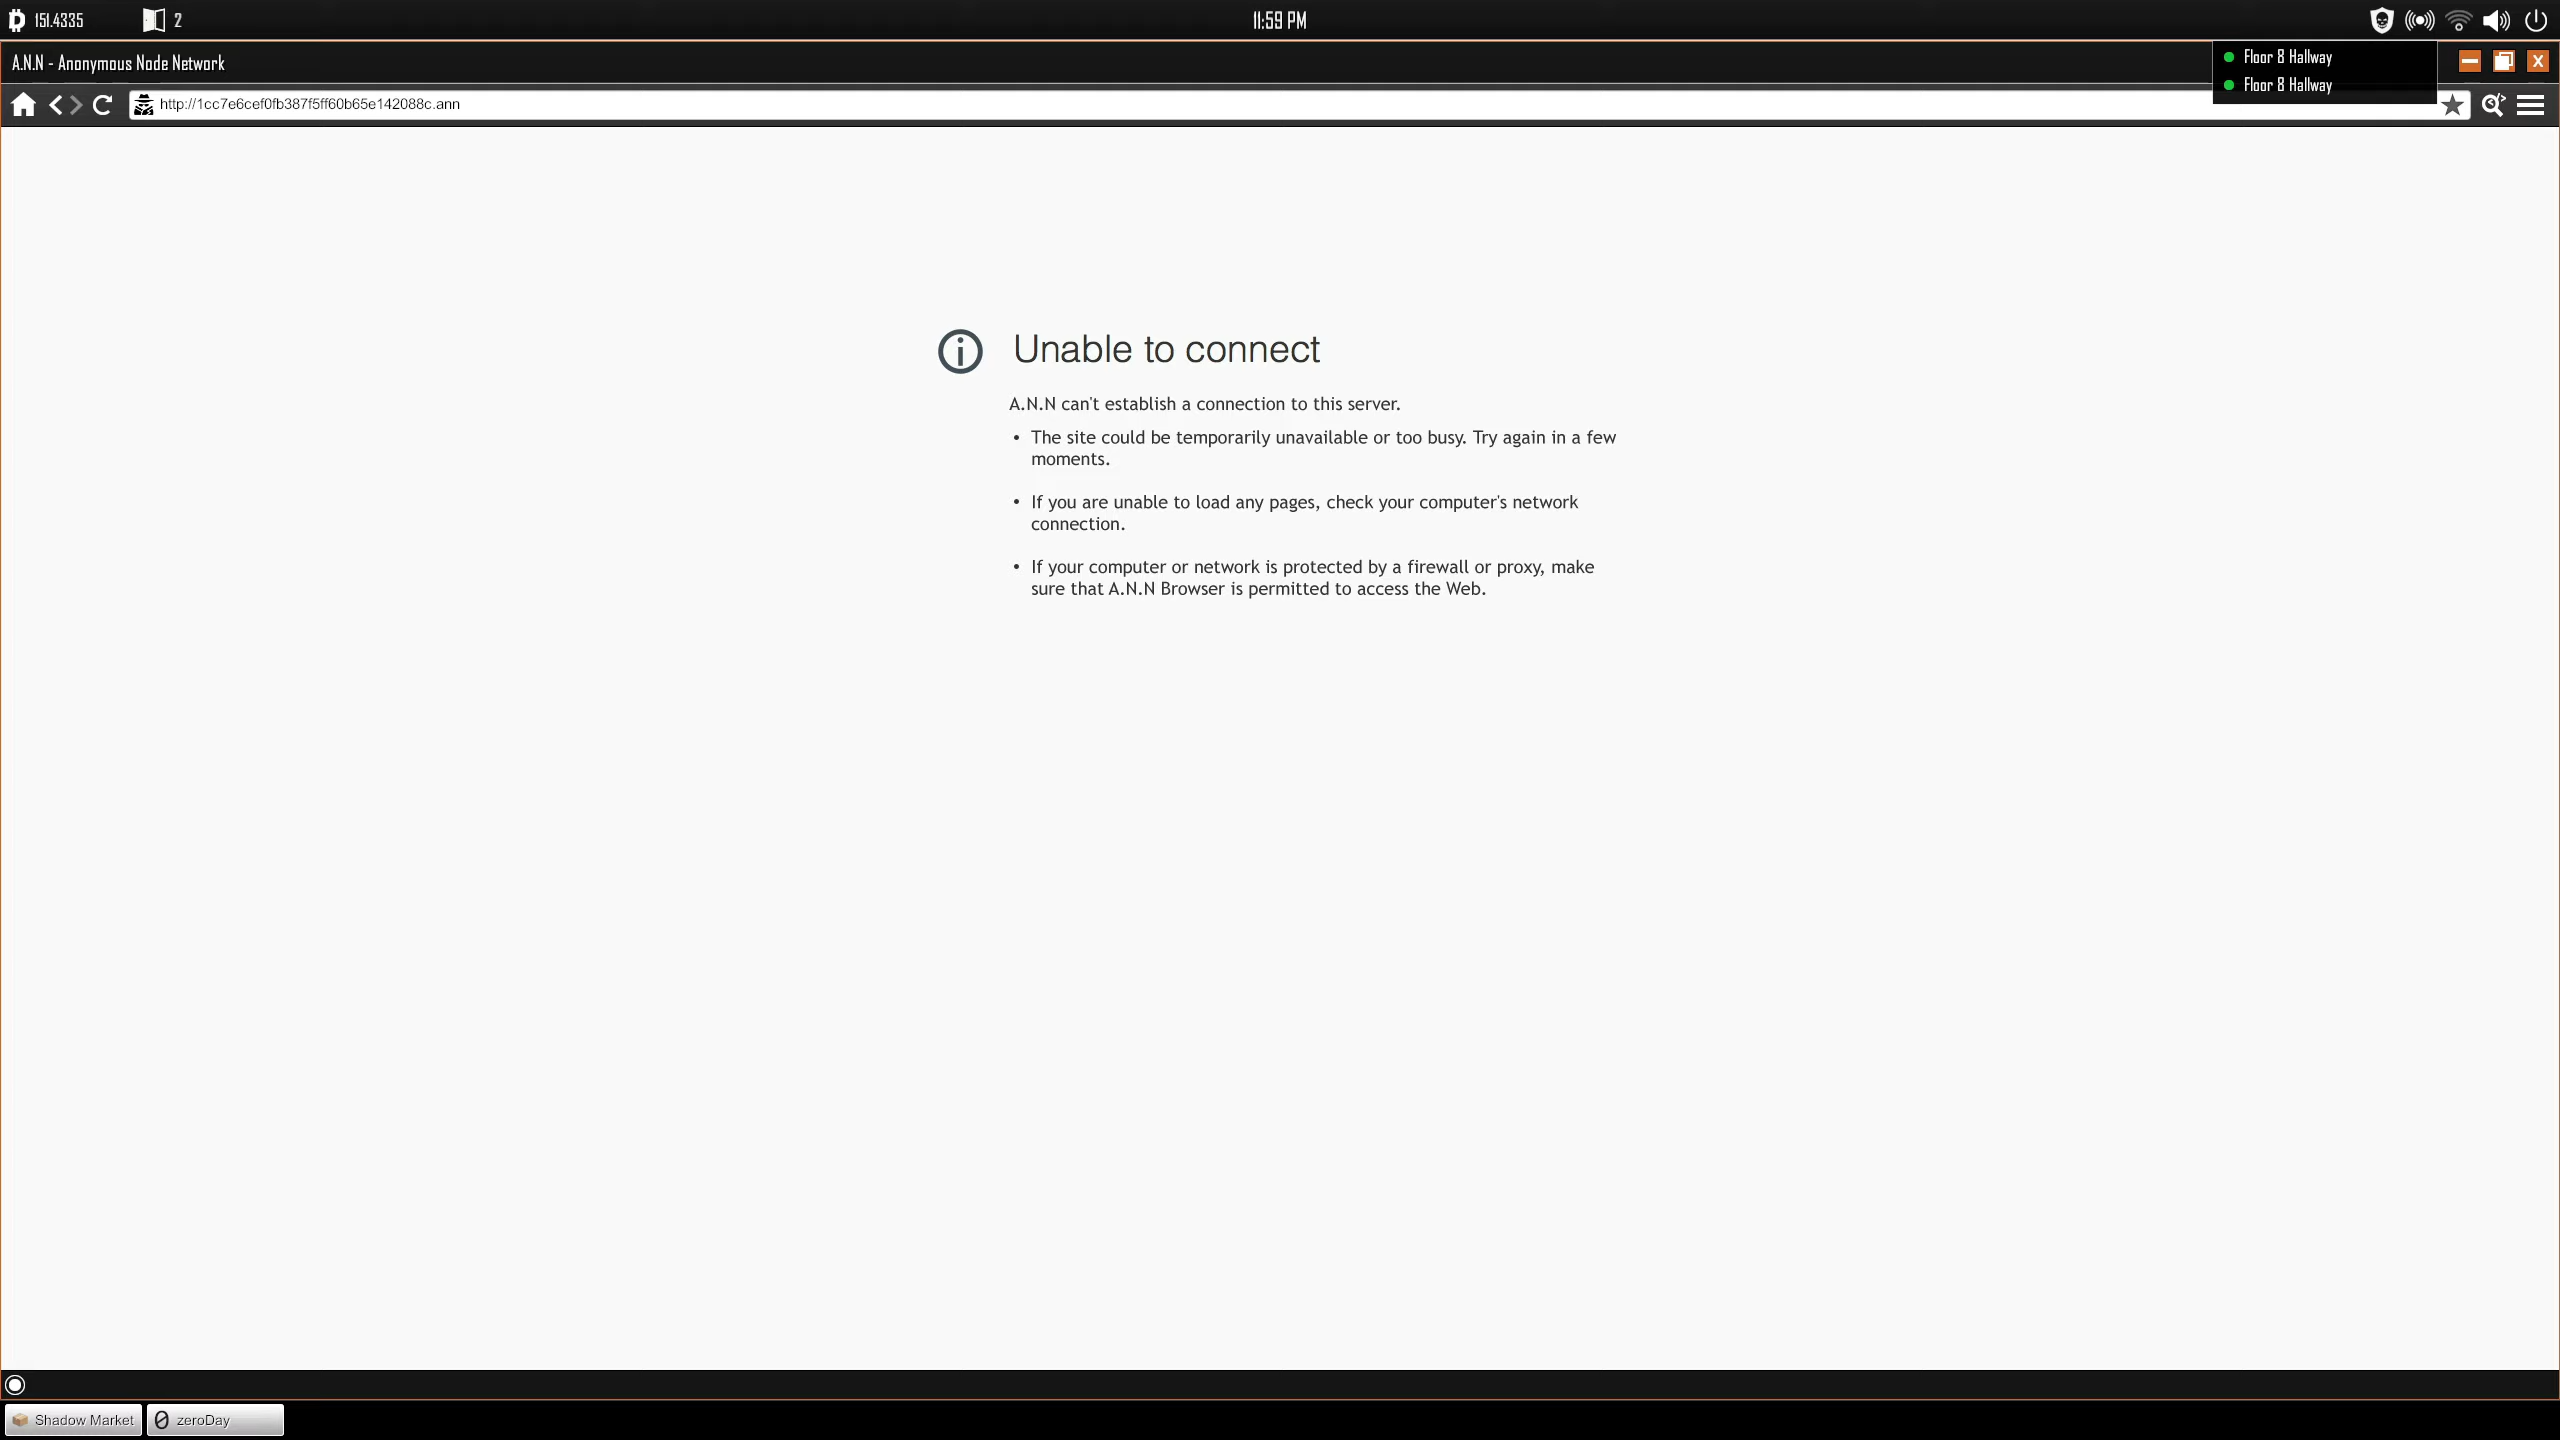 151.4335
2
11:59 PM
A.N.N - Anonymous Node Network
Floor 8 Hallway
Floor 8 Hallway
http://1cc7e6cef0fb387f5ff60b65e142088c.ann
Unable to connect
A.N.N can't establish a connection to this server.
• The site could be temporarily unavailable or too busy. Try again in a few
moments.
• If you are unable to load any pages, check your computer's network
connection.
• If your computer or network is protected by a firewall or proxy, make
sure that A.N.N Browser is permitted to access the Web.
Shadow Market
zeroDay